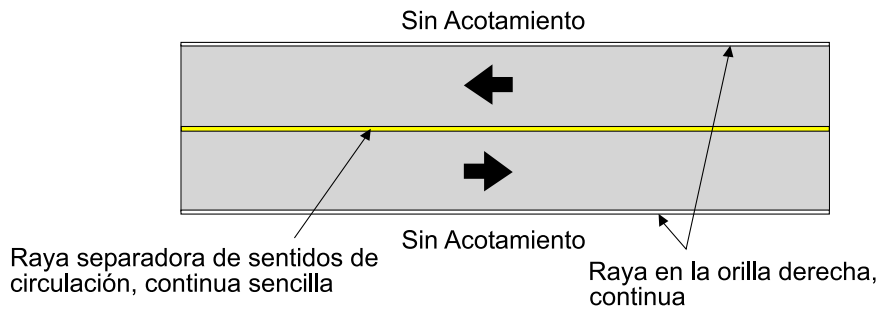 Sin Acotamiento
Sin Acotamiento
Raya separadora de sentidos de
circulación, continua sencilla
Raya en la orilla derecha,
continua